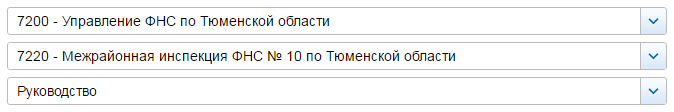 7200 - Управление ФНС по Тюменской области
7220 - Межрайонная инспекция ФНС № 10 по Тюменской области
Руководство